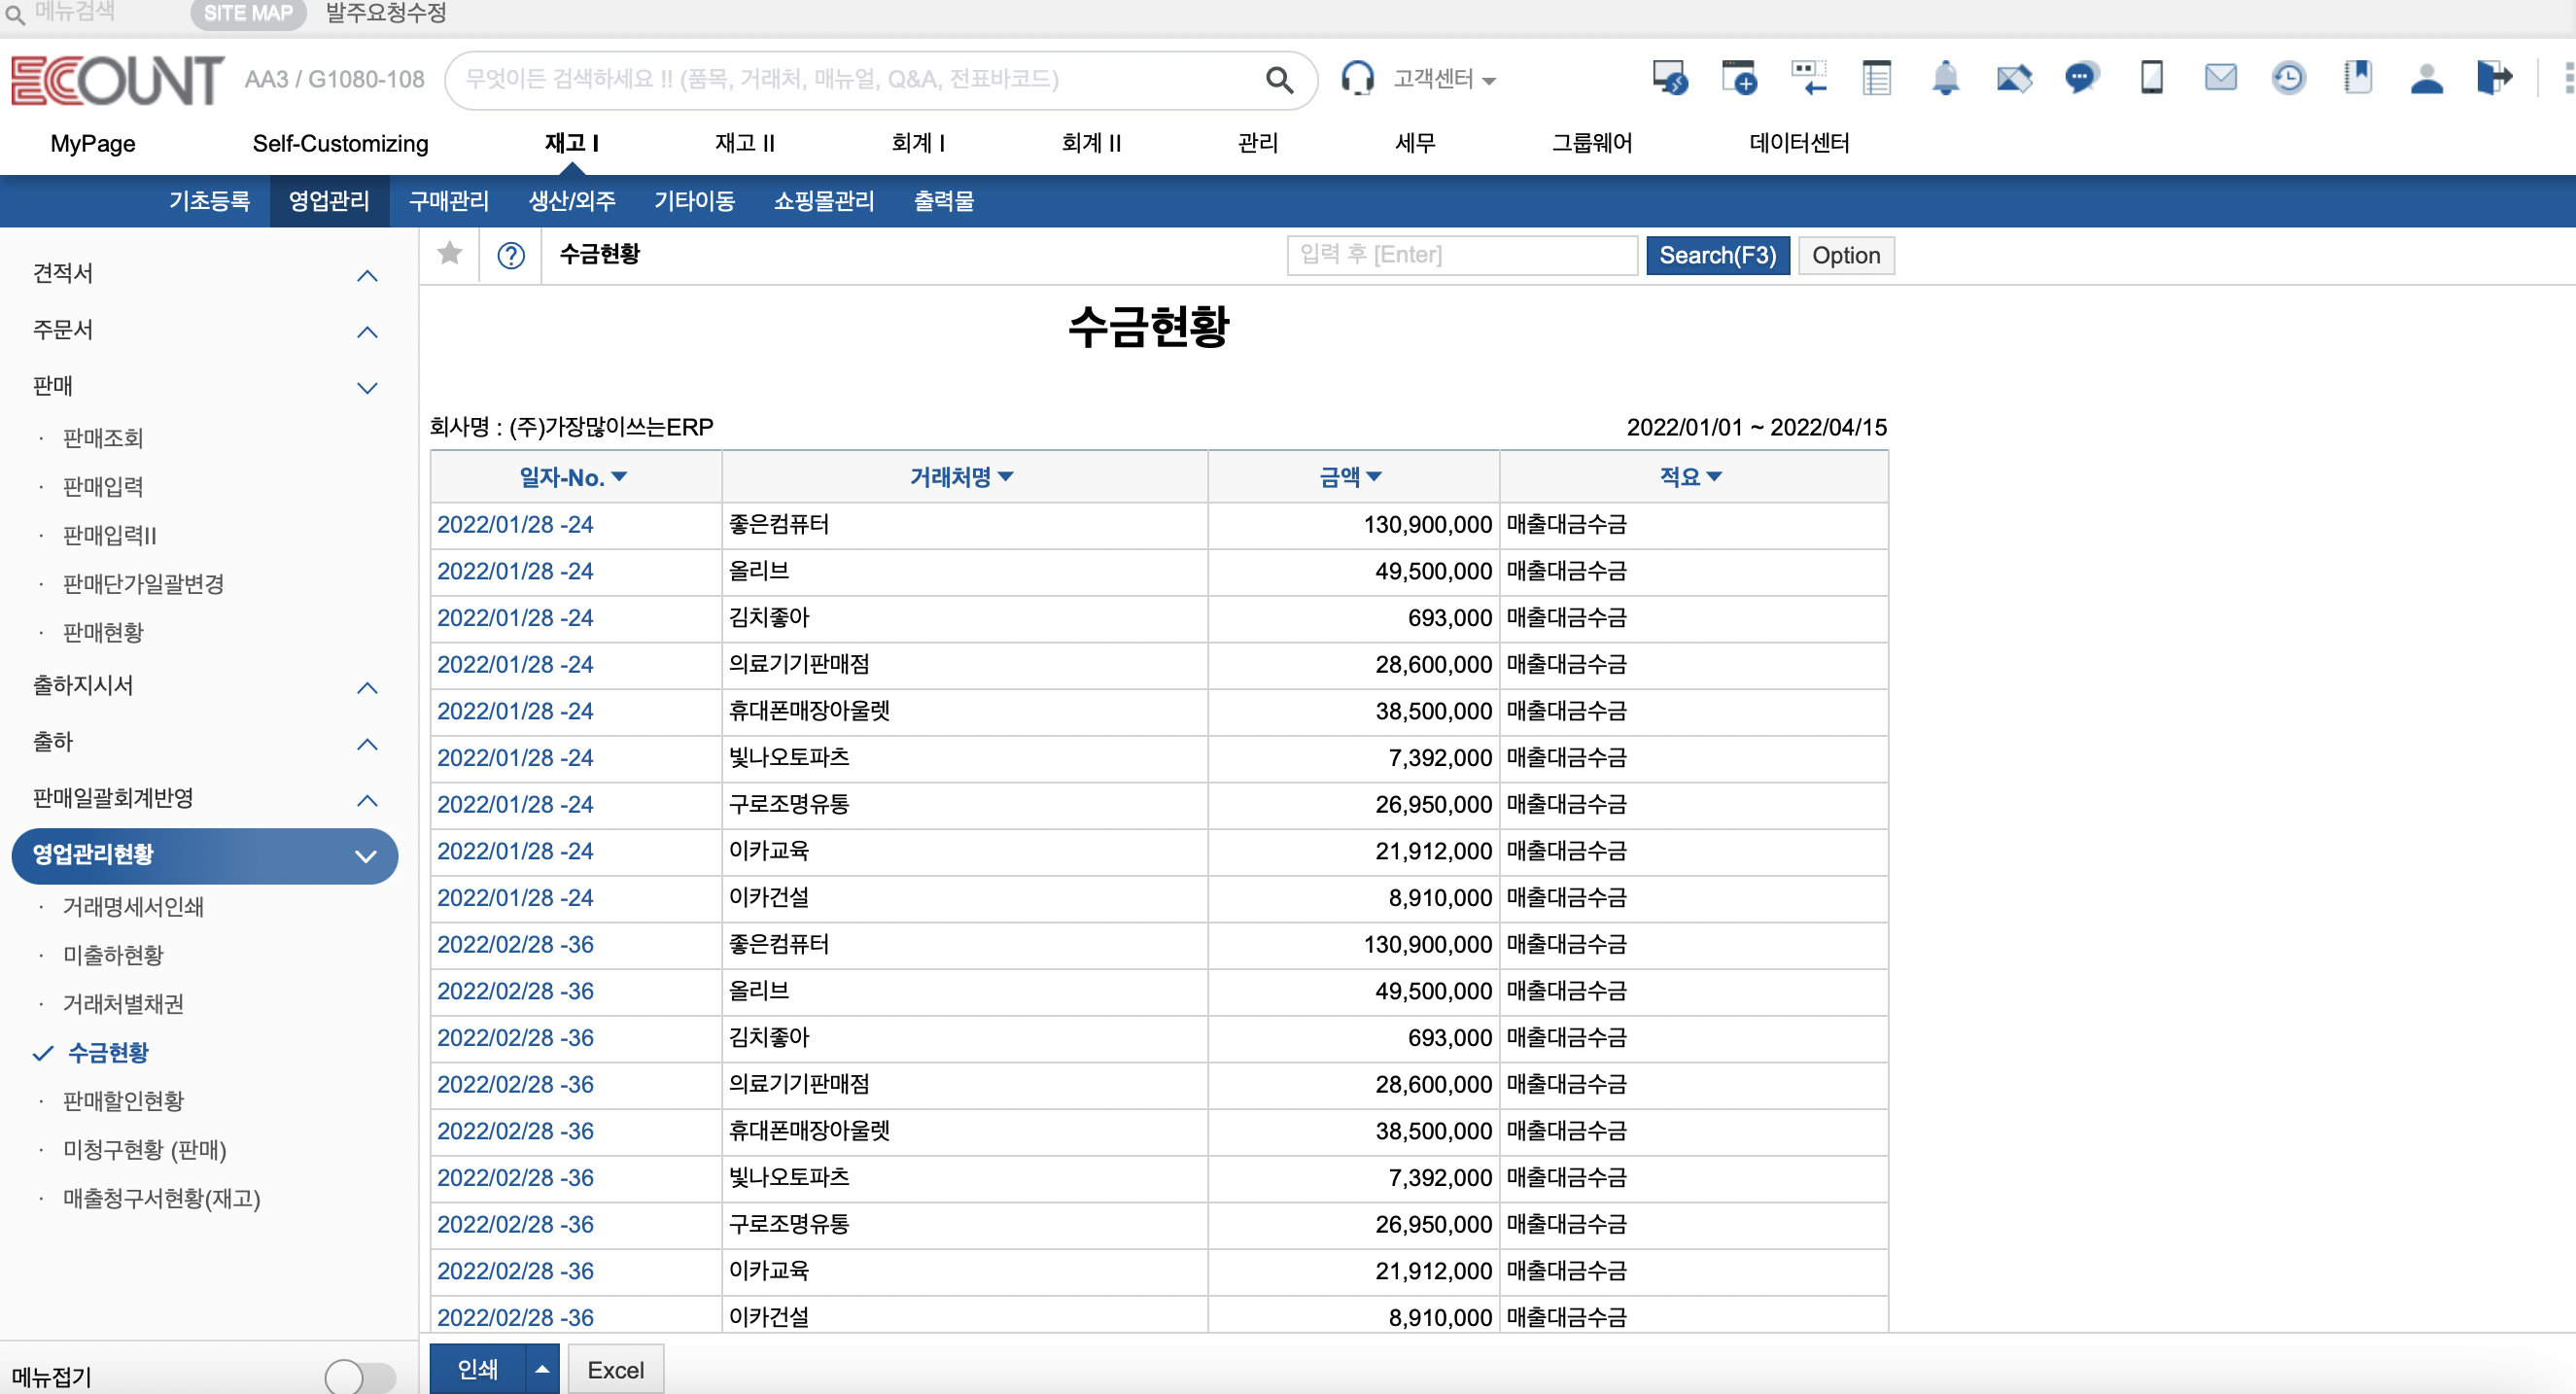 메뉴검색 SITE MAP 발주요청수정
ECOUNT AA3 / G1080-108 무엇이든 검색하세요 !! (품목, 거래처, 매뉴얼, Q&A, 전표바코드) 고객센터
MyPage Self-Customizing 재고 I 재고 II 회계 I 회계 II 관리 세무 그룹웨어 데이터센터
기초등록 영업관리 구매관리 생산/외주 기타이동 쇼핑몰관리 출력물
견적서
주문서
판매
· 판매조회
· 판매입력
· 판매입력II
· 판매단가일괄변경
· 판매현황
출하지시서
출하
판매일괄회계반영
영업관리현황
· 거래명세서인쇄
· 미출하현황
· 거래처별채권
수금현황
· 판매할인현황
· 미청구현황 (판매)
· 매출청구서현황(재고)
메뉴접기
수금현황 입력 후 [Enter] Search(F3) Option
수금현황
회사명 : (주)가장많이쓰는ERP 2022/01/01 ~ 2022/04/15
일자-No. 거래처명 금액 적요
2022/01/28 -24 좋은컴퓨터 130,900,000 매출대금수금
2022/01/28 -24 올리브 49,500,000 매출대금수금
2022/01/28 -24 김치좋아 693,000 매출대금수금
2022/01/28 -24 의료기기판매점 28,600,000 매출대금수금
2022/01/28 -24 휴대폰매장아울렛 38,500,000 매출대금수금
2022/01/28 -24 빛나오토파츠 7,392,000 매출대금수금
2022/01/28 -24 구로조명유통 26,950,000 매출대금수금
2022/01/28 -24 이카교육 21,912,000 매출대금수금
2022/01/28 -24 이카건설 8,910,000 매출대금수금
2022/02/28 -36 좋은컴퓨터 130,900,000 매출대금수금
2022/02/28 -36 올리브 49,500,000 매출대금수금
2022/02/28 -36 김치좋아 693,000 매출대금수금
2022/02/28 -36 의료기기판매점 28,600,000 매출대금수금
2022/02/28 -36 휴대폰매장아울렛 38,500,000 매출대금수금
2022/02/28 -36 빛나오토파츠 7,392,000 매출대금수금
2022/02/28 -36 구로조명유통 26,950,000 매출대금수금
2022/02/28 -36 이카교육 21,912,000 매출대금수금
2022/02/28 -36 이카건설 8,910,000 매출대금수금
인쇄 Excel